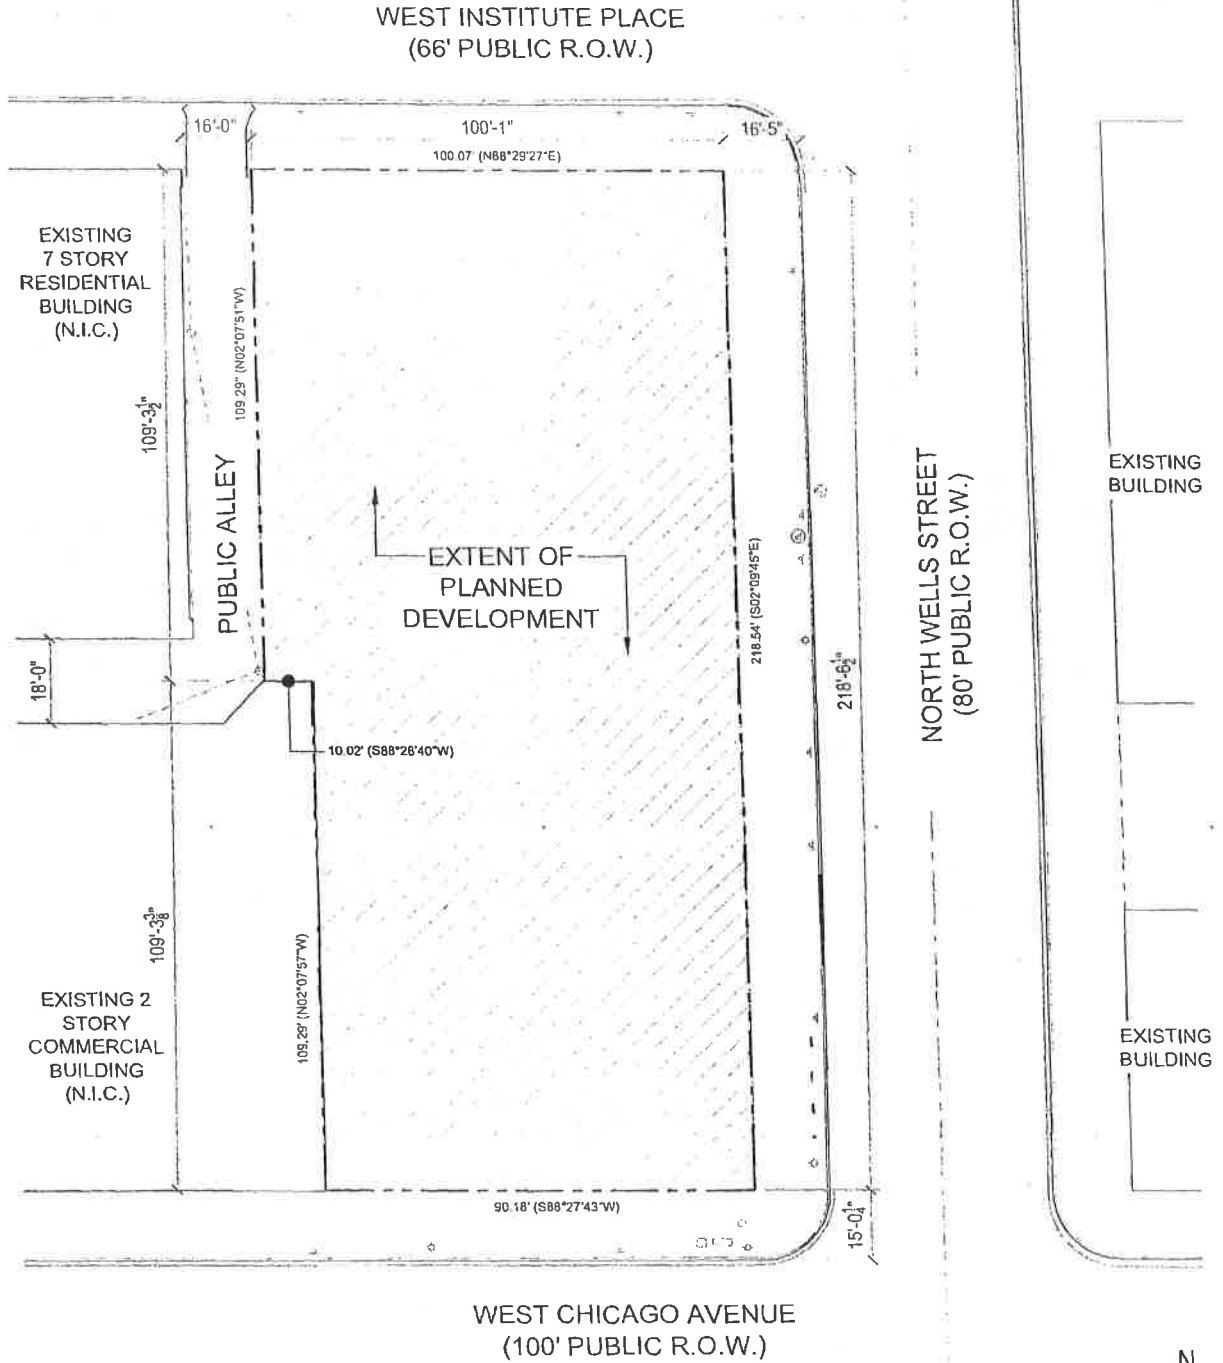 WEST INSTITUTE PLACE
(66' PUBLIC R.O.W.)
16'-0"
100'-1"
16'-5"
100.07' (N88°29'27"E)
EXISTING
7 STORY
RESIDENTIAL
BUILDING
(N.I.C.)
109.29" (N02°07'51"W)
109'-3½"
PUBLIC ALLEY
EXTENT OF
PLANNED
DEVELOPMENT
218.54' (S02°09'45"E)
218'-6½"
NORTH WELLS STREET
(80' PUBLIC R.O.W.)
EXISTING
BUILDING
18'-0"
10.02' (S88°28'40"W)
109'-3⅜"
109.29' (N02°07'57"W)
EXISTING 2
STORY
COMMERCIAL
BUILDING
(N.I.C.)
EXISTING
BUILDING
90.18' (S88°27'43"W)
15'-0¼"
WEST CHICAGO AVENUE
(100' PUBLIC R.O.W.)
N